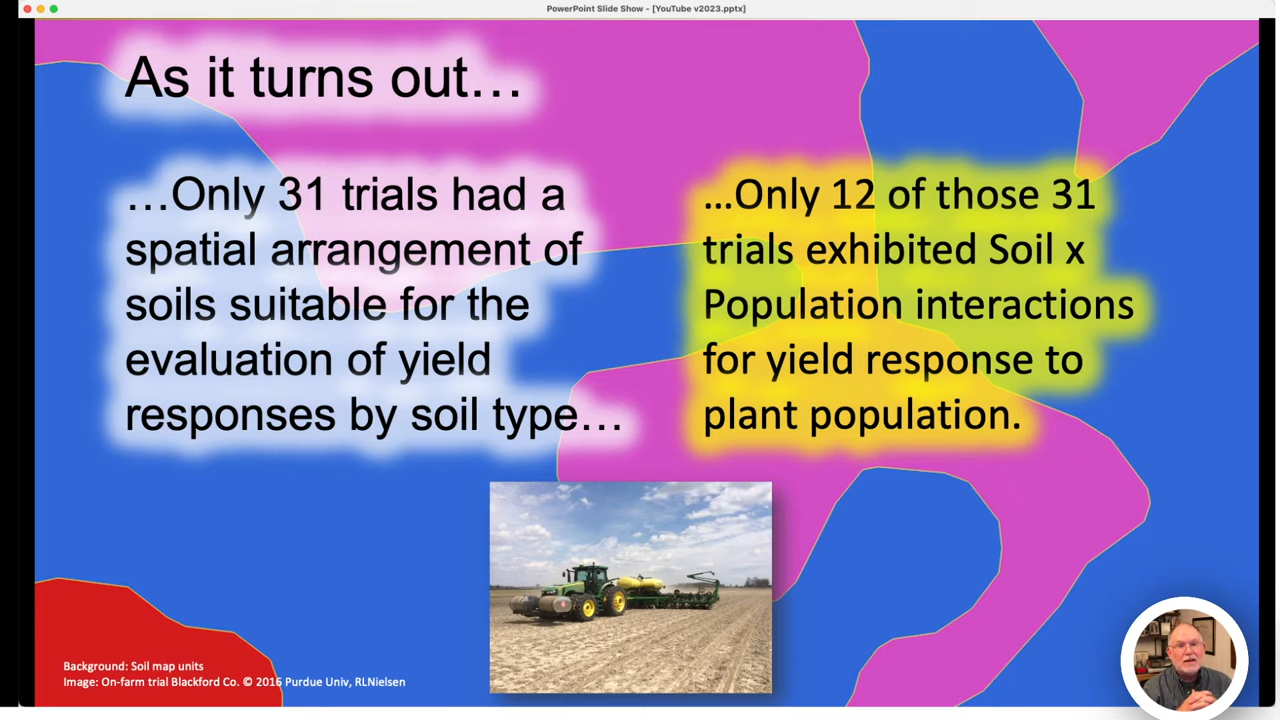 PowerPoint Slide Show - [YouTube v2023.pptx]
As it turns out…
…Only 31 trials had a
spatial arrangement of
soils suitable for the
evaluation of yield
responses by soil type…
…Only 12 of those 31
trials exhibited Soil x
Population interactions
for yield response to
plant population.
Background: Soil map units
Image: On-farm trial Blackford Co. © 2016 Purdue Univ, RLNielsen